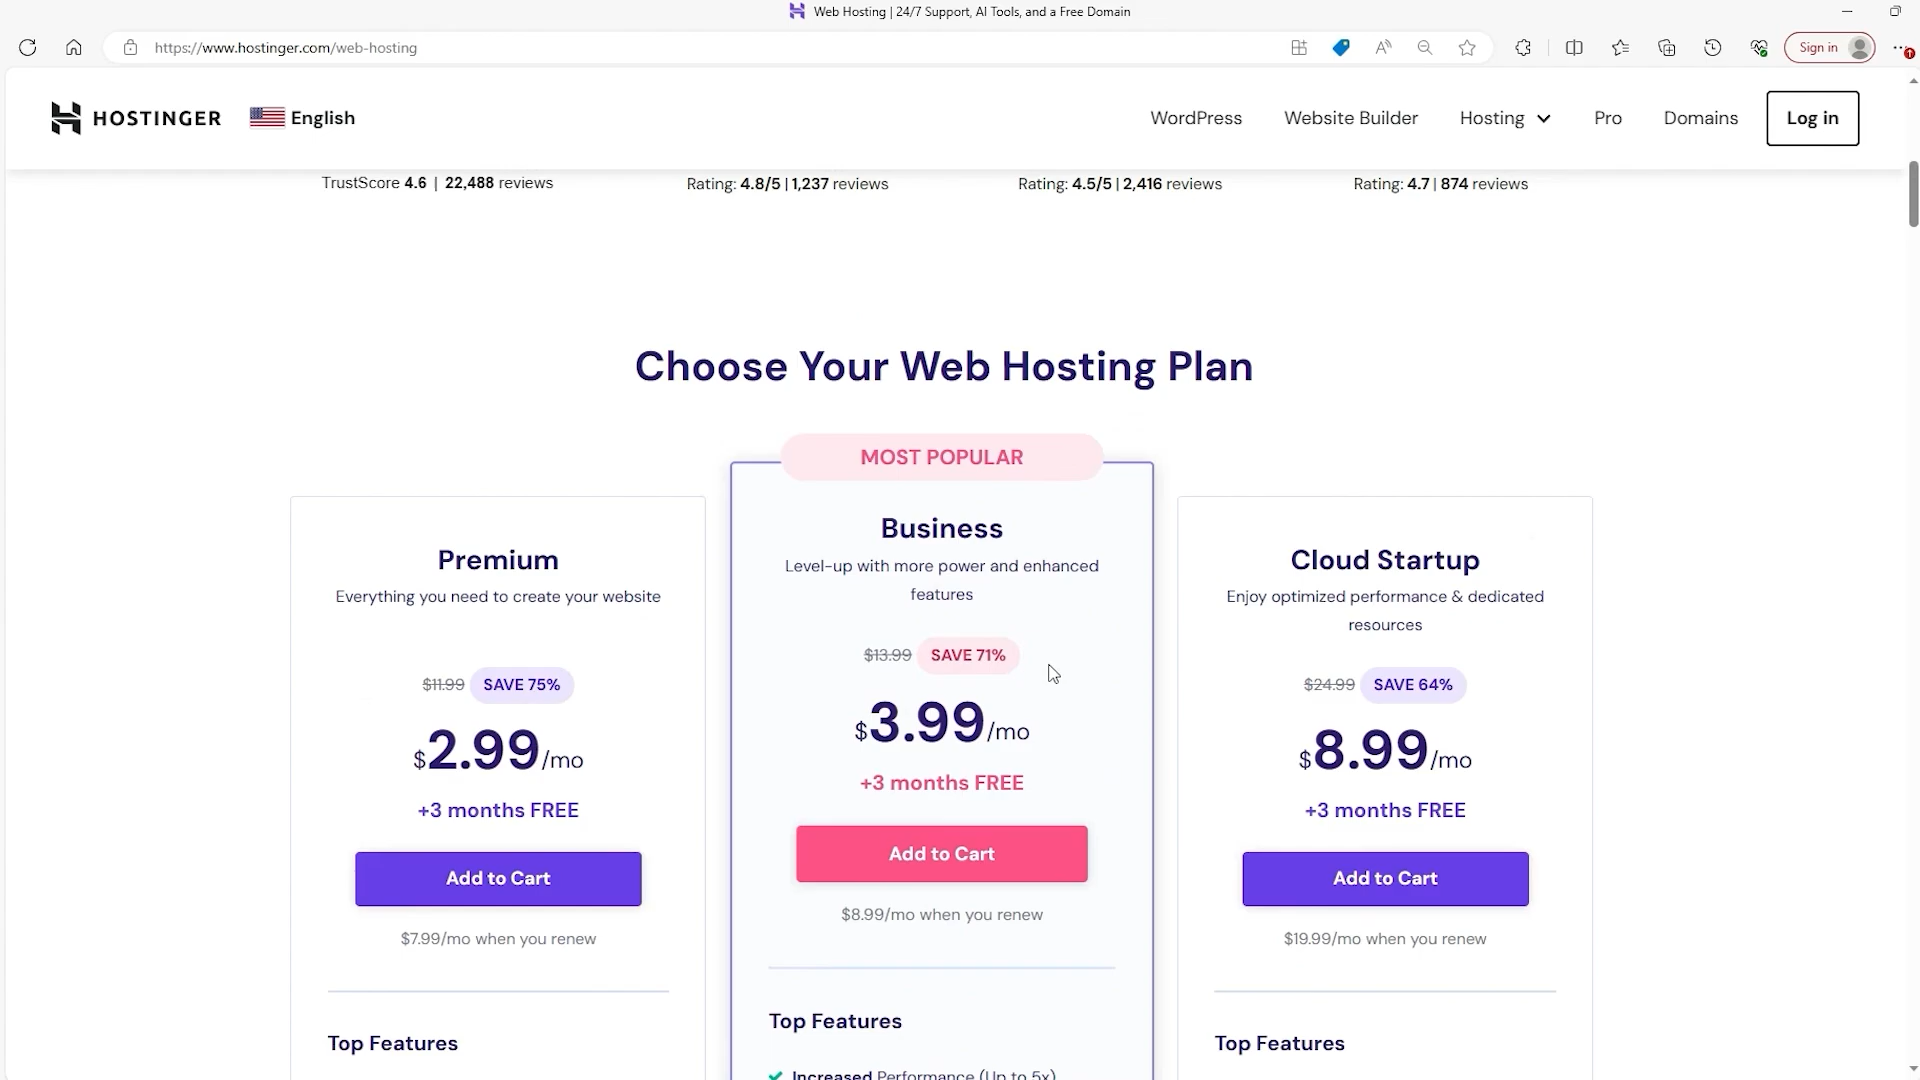 Web Hosting | 24/7 Support, AI Tools, and a Free Domain
https://www.hostinger.com/web-hosting
Sign in
HOSTINGER English WordPress Website Builder Hosting Pro Domains Log in
TrustScore 4.6 | 22,488 reviews Rating: 4.8/5 | 1,237 reviews Rating: 4.5/5 | 2,416 reviews Rating: 4.7 | 874 reviews
Choose Your Web Hosting Plan
Premium
Everything you need to create your website
$11.99 SAVE 75%
$2.99/mo
+3 months FREE
Add to Cart
$7.99/mo when you renew
Top Features
MOST POPULAR
Business
Level-up with more power and enhanced
features
$13.99 SAVE 71%
$3.99/mo
+3 months FREE
Add to Cart
$8.99/mo when you renew
Top Features
Increased Performance (Up to 5x)
Cloud Startup
Enjoy optimized performance & dedicated
resources
$24.99 SAVE 64%
$8.99/mo
+3 months FREE
Add to Cart
$19.99/mo when you renew
Top Features